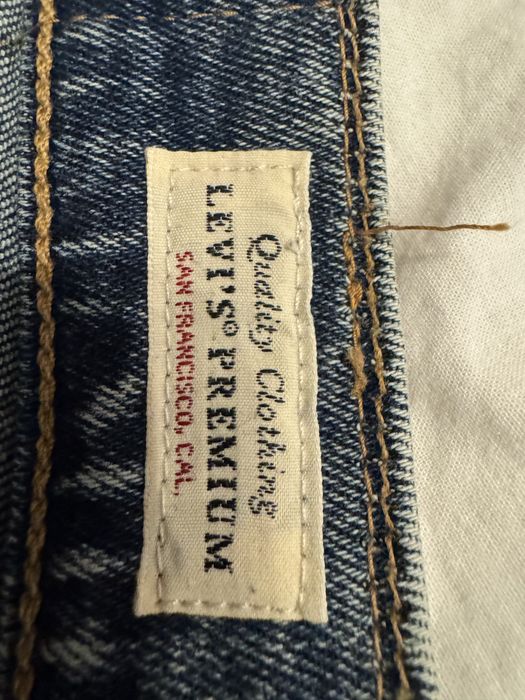 Quality Clothing
LEVI'S® PREMIUM
SAN FRANCISCO, CAL.